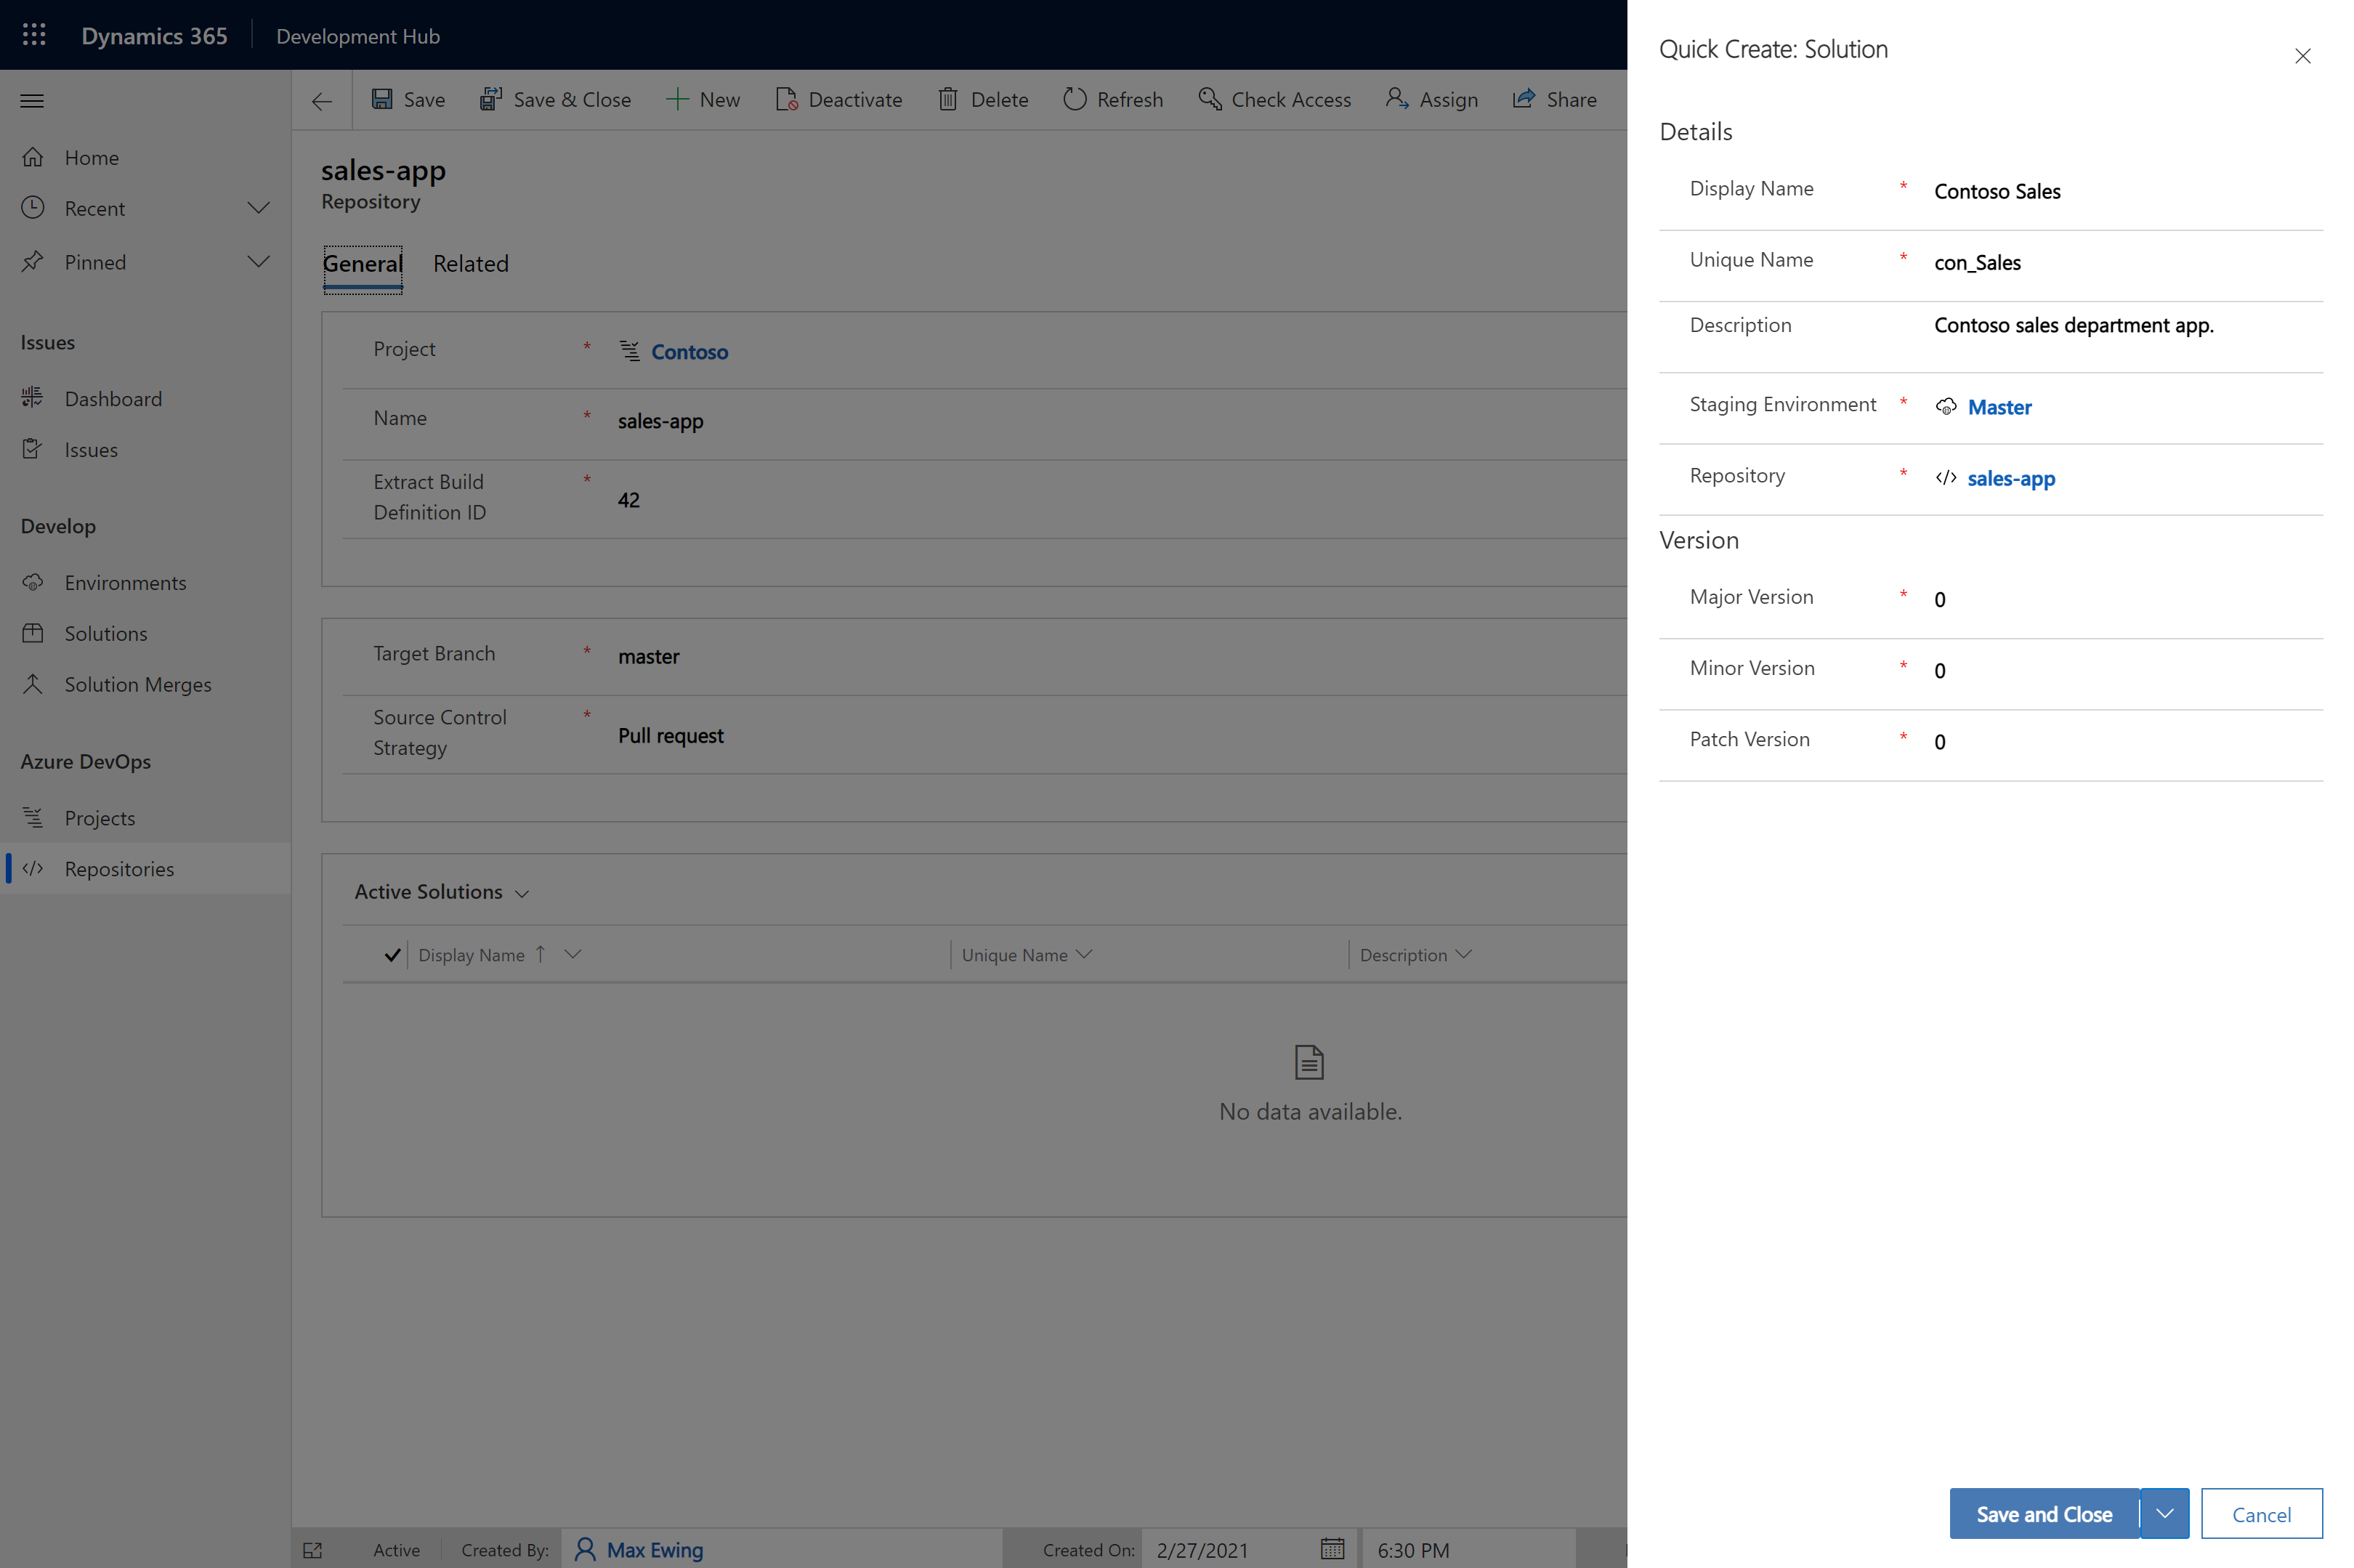 Dynamics 365
Development Hub
Save
Save & Close
New
Deactivate
Delete
Refresh
Check Access
Assign
Share
Home
Recent
Pinned
Issues
Dashboard
Issues
Develop
Environments
Solutions
Solution Merges
Azure DevOps
Projects
Repositories
sales-app
Repository
General
Related
Project * Contoso
Name * sales-app
Extract Build
Definition ID
* 42
Target Branch * master
Source Control
Strategy
* Pull request
Active Solutions
Display Name
Unique Name
Description
No data available.
Active
Created By:
Max Ewing
Created On:
2/27/2021
6:30 PM
Quick Create: Solution
Details
Display Name * Contoso Sales
Unique Name * con_Sales
Description Contoso sales department app.
Staging Environment * Master
Repository * sales-app
Version
Major Version * 0
Minor Version * 0
Patch Version * 0
Save and Close
Cancel